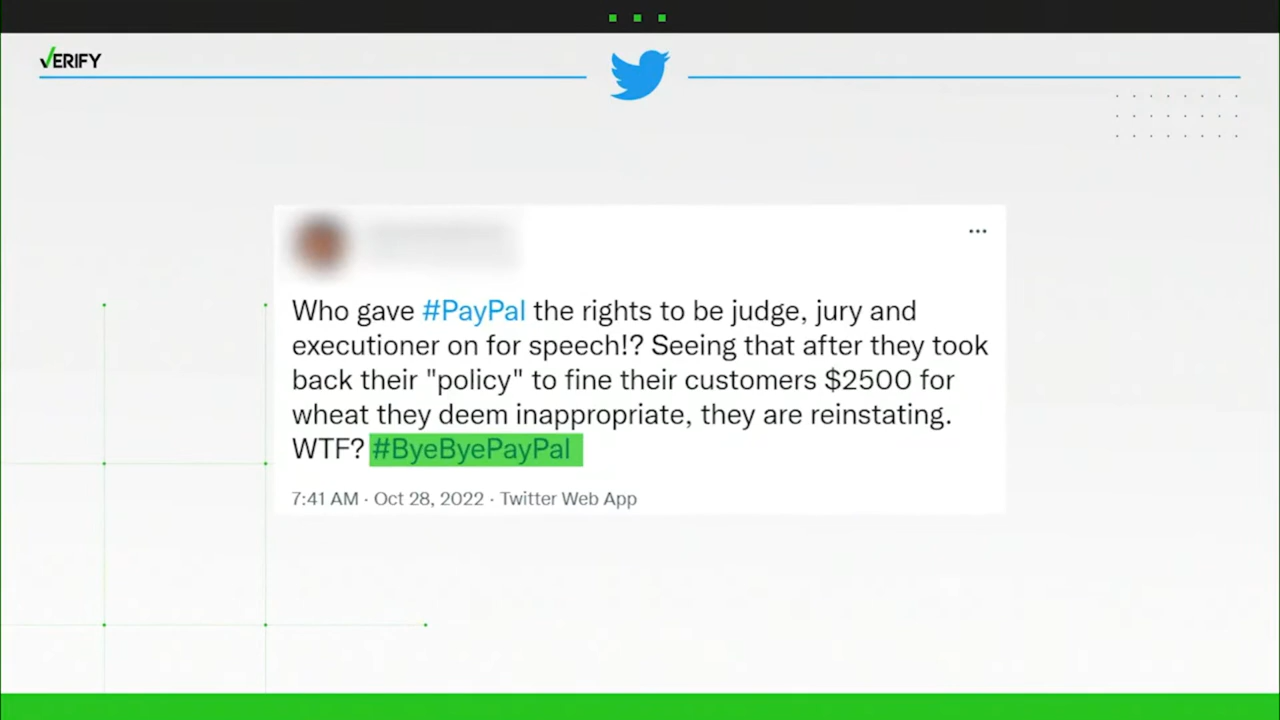 VERIFY
Who gave #PayPal the rights to be judge, jury and
executioner on for speech!? Seeing that after they took
back their "policy" to fine their customers $2500 for
wheat they deem inappropriate, they are reinstating.
WTF? #ByeByePayPal
7:41 AM · Oct 28, 2022 · Twitter Web App